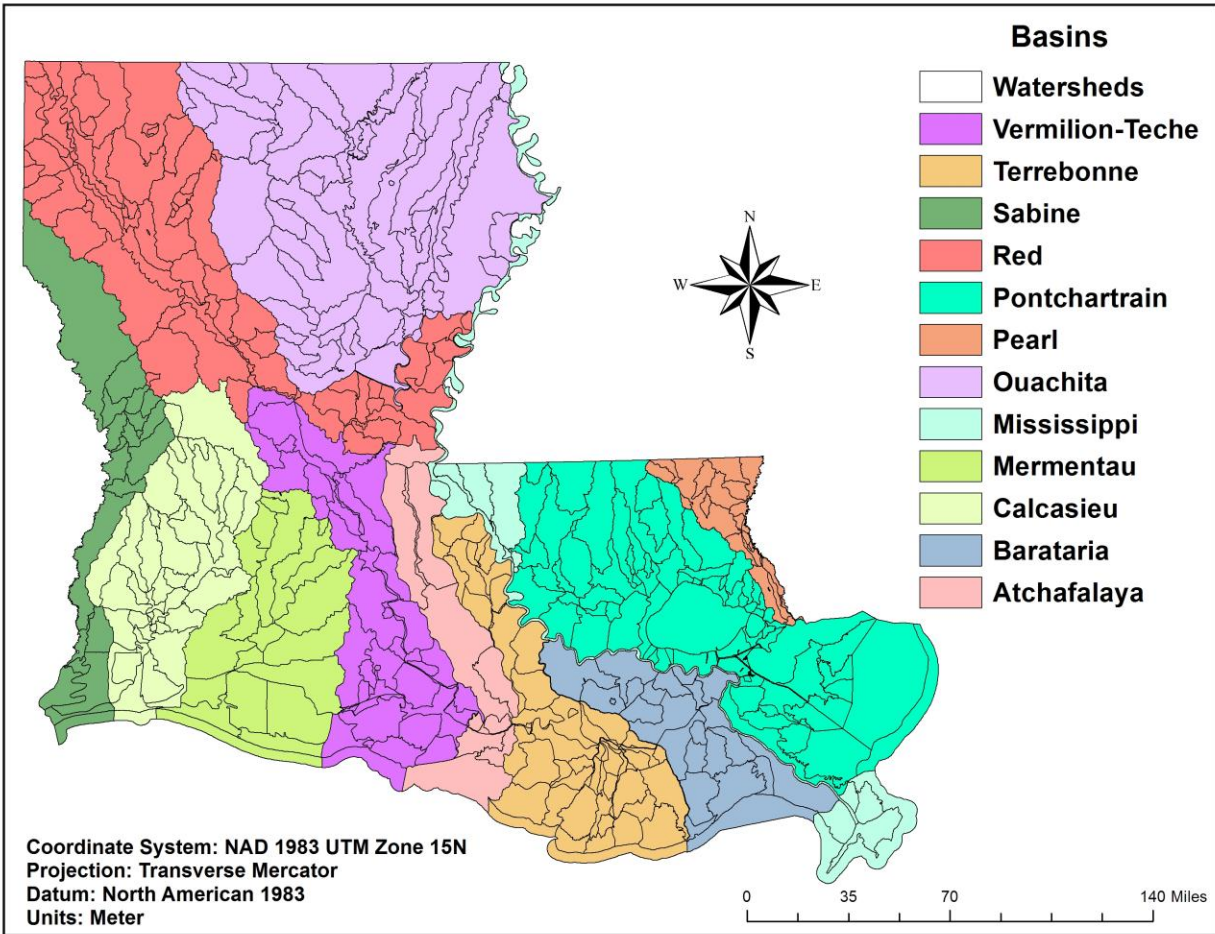 Basins
Watersheds
Vermilion-Teche
Terrebonne
Sabine
Red
Pontchartrain
Pearl
Ouachita
Mississippi
Mermentau
Calcasieu
Barataria
Atchafalaya
N
W E
S
Coordinate System: NAD 1983 UTM Zone 15N
Projection: Transverse Mercator
Datum: North American 1983
Units: Meter
0 35 70 140 Miles